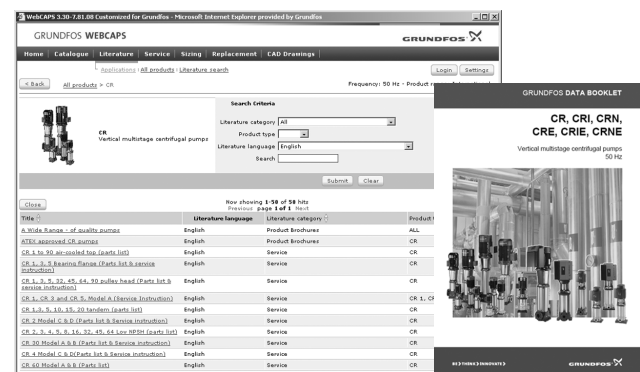 WebCAPS 3.30-7.81.08 Customized for Grundfos - Microsoft Internet Explorer provided by Grundfos
GRUNDFOS WEBCAPS
GRUNDFOS
Home Catalogue Literature Service Sizing Replacement CAD Drawings
Applications All products Literature search
Login Settings
< Back All products > CR
Frequency: 50 Hz - Product
CR
Vertical multistage centrifugal pumps
Search Criteria
Literature category All
Product type
Literature language English
Search
Submit Clear
Close
Now showing 1-50 of 50 hits
Previous page 1 of 1 Next
Title Literature language Literature category Product
A Wide Range - of quality pumps English Product Brochures ALL
ATEX approved CR pumps English Product Brochures CR
CR 1 to 90 air-cooled top (parts list) English Service CR
CR 1, 3, 5 Bearing flange (Parts list & service instruction) English Service CR
CR 1, 3, 5, 32, 45, 64, 90 pulley head (Parts list & service instruction) English Service CR
CR 1, CR 3 and CR 5, Model A (Service Instruction) English Service CR 1, CR
CR 1,3, 5, 10, 15, 20 tandem (parts list) English Service CR
CR 2 Model C & D (Parts list & Service instruction) English Service CR
CR 2, 3, 4, 5, 8, 16, 32, 45, 64 Low NPSH (parts list) English Service CR
CR 30 Model A & B (Parts list & Service instruction) English Service CR
CR 4 Model C & D(Parts list & Service instruction) English Service CR
CR 60 Model A & B (Parts list) English Service CR
GRUNDFOS DATA BOOKLET
CR, CRI, CRN,
CRE, CRIE, CRNE
Vertical multistage centrifugal pumps
50 Hz
BE > THINK > INNOVATE >
GRUNDFOS